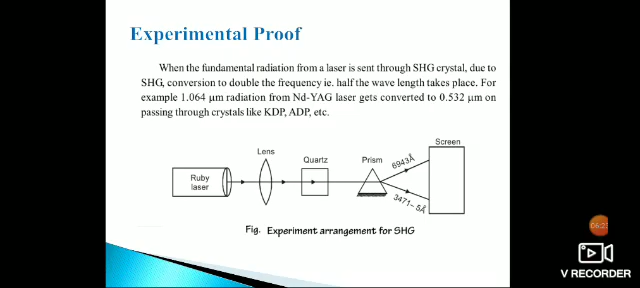 Experimental Proof
When the fundamental radiation from a laser is sent through SHG crystal, due to
SHG, conversion to double the frequency ie. half the wave length takes place. For
example 1.064 μm radiation from Nd-YAG laser gets converted to 0.532 μm on
passing through crystals like KDP, ADP, etc.
Screen
Lens
Quartz
Prism
6943Å
Ruby
laser
3471–5Å
Fig. Experiment arrangement for SHG
V RECORDER